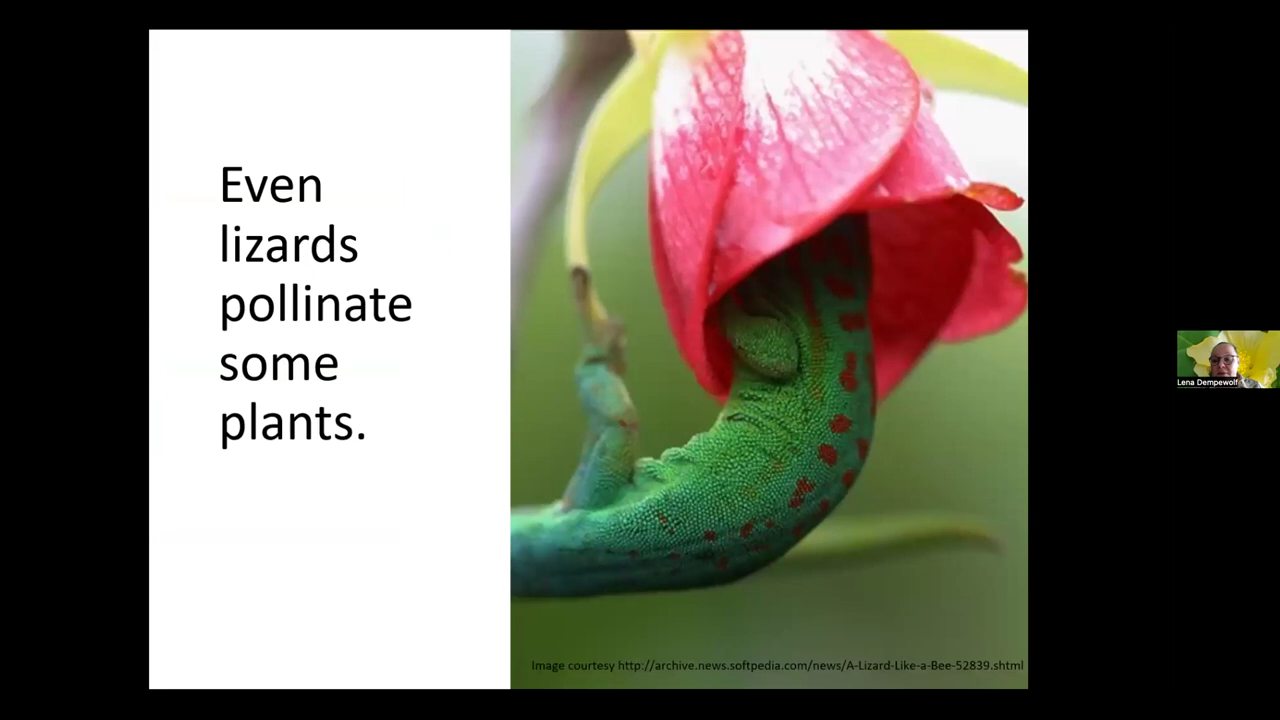 Even
lizards
pollinate
some
plants.
Image courtesy http://archive.news.softpedia.com/news/A-Lizard-Like-a-Bee-52839.shtml
Lena Dempewolf